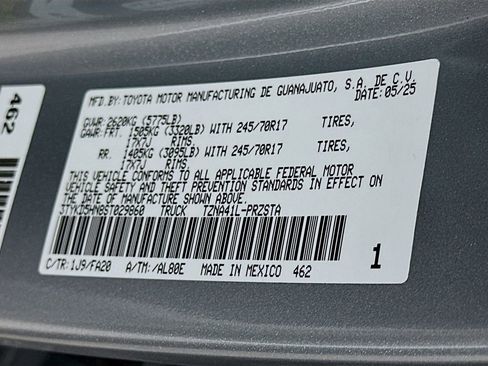 462
MFD.BY:TOYOTA MOTOR MANUFACTURING DE GUANAJUATO, S.A. DE C.V.
DATE: 05/25
GVWR:2620KG (5775LB)
GAWR:FRT. 1505KG (3320LB) WITH 245/70R17 TIRES,
17X7J RIMS,
RR. 1405KG (3095LB) WITH 245/70R17 TIRES,
17X7J RIMS.
THIS VEHICLE CONFORMS TO ALL APPLICABLE FEDERAL MOTOR
VEHICLE SAFETY AND THEFT PREVENTION STANDARDS IN EFFECT ON
THE DATE OF MANUFACTURE SHOWN ABOVE.
3TYKD5HN0ST029060 TRUCK TZNA41L-PRZSTA
C/TR:1J9/FA20 A/TM:/AL80E MADE IN MEXICO 462
1